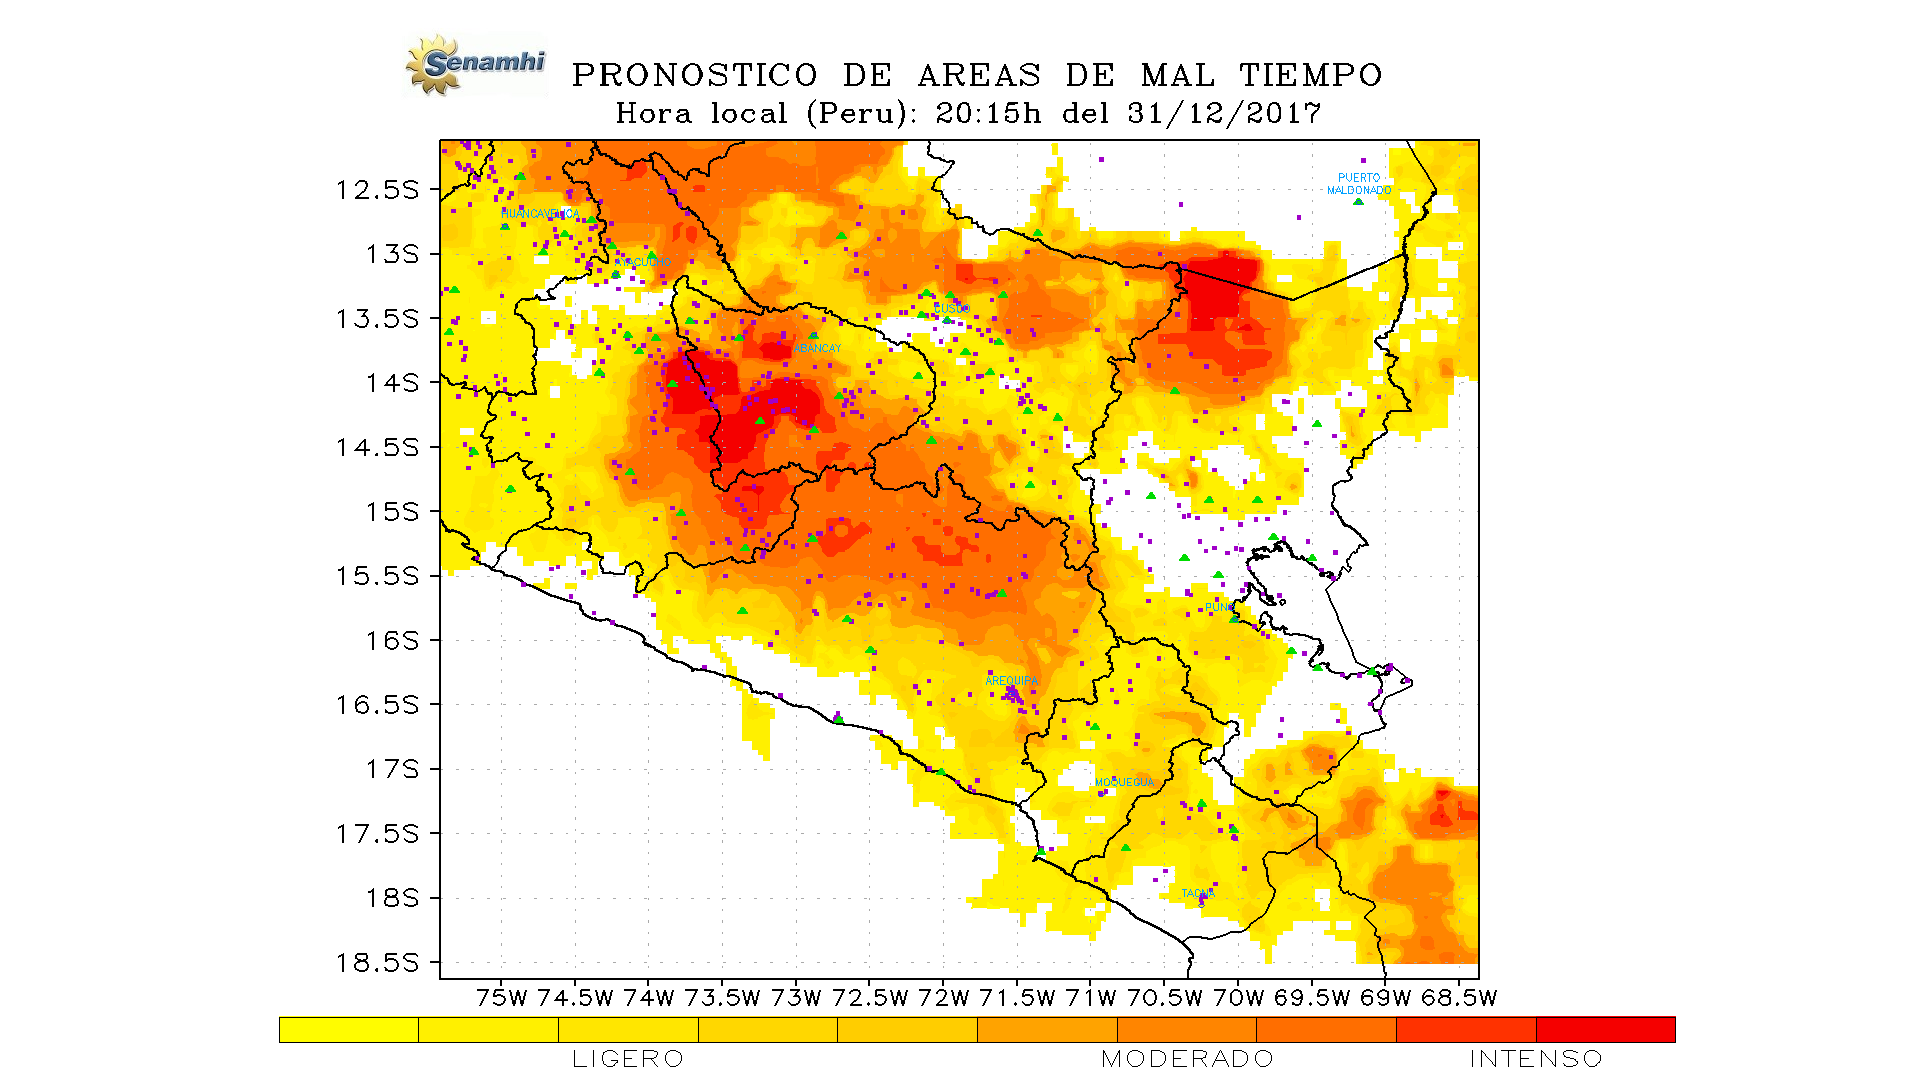 Senamhi
PRONOSTICO DE AREAS DE MAL TIEMPO
Hora local (Peru): 20:15h del 31/12/2017
PUERTO
MALDONADO
12.5S
HUANCAVELICA
13S
AYACUCHO
CUSCO
13.5S
ABANCAY
14S
14.5S
15S
15.5S
PUNO
16S
AREQUIPA
16.5S
17S
MOQUEGUA
17.5S
TACNA
18S
18.5S
75W 74.5W 74W 73.5W 73W 72.5W 72W 71.5W 71W 70.5W 70W 69.5W 69W 68.5W
LIGERO MODERADO INTENSO